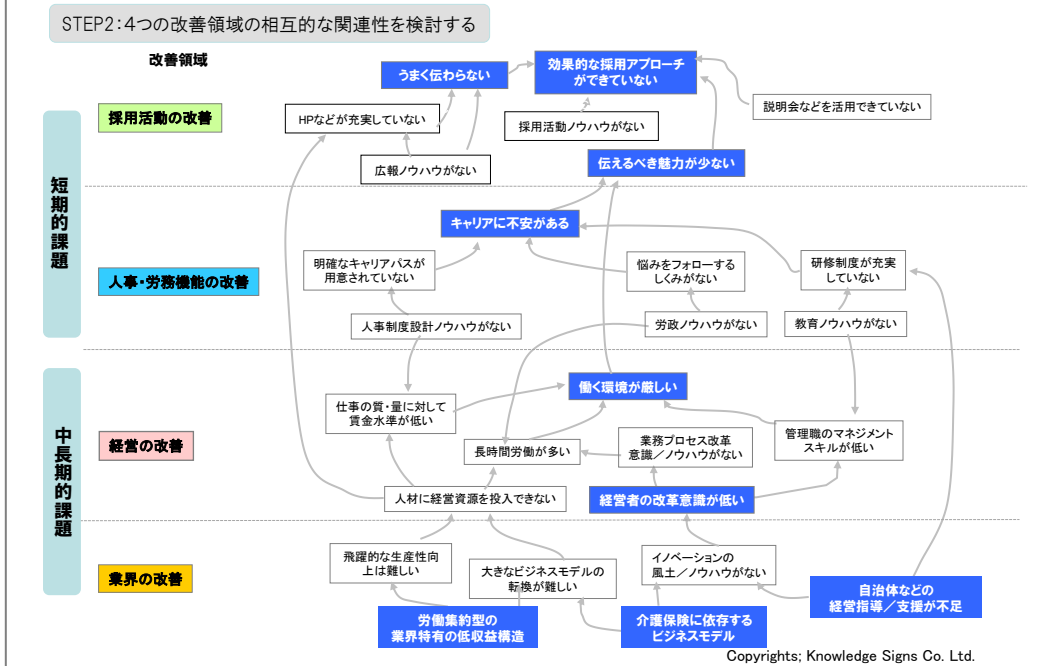 STEP2：4つの改善領域の相互的な関連性を検討する
改善領域
うまく伝わらない
効果的な採用アプローチ
ができていない
短期的課題
採用活動の改善
HPなどが充実していない
採用活動ノウハウがない
説明会などを活用できていない
広報ノウハウがない
伝えるべき魅力が少ない
キャリアに不安がある
人事・労務機能の改善
明確なキャリアパスが
用意されていない
悩みをフォローする
しくみがない
研修制度が充実
していない
人事制度設計ノウハウがない
労政ノウハウがない
教育ノウハウがない
中長期的課題
働く環境が厳しい
経営の改善
仕事の質・量に対して
賃金水準が低い
長時間労働が多い
業務プロセス改革
意識／ノウハウがない
管理職のマネジメント
スキルが低い
人材に経営資源を投入できない
経営者の改革意識が低い
業界の改善
飛躍的な生産性向
上は難しい
大きなビジネスモデルの
転換が難しい
イノベーションの
風土／ノウハウがない
自治体などの
経営指導／支援が不足
労働集約型の
業界特有の低収益構造
介護保険に依存する
ビジネスモデル
Copyrights; Knowledge Signs Co. Ltd.